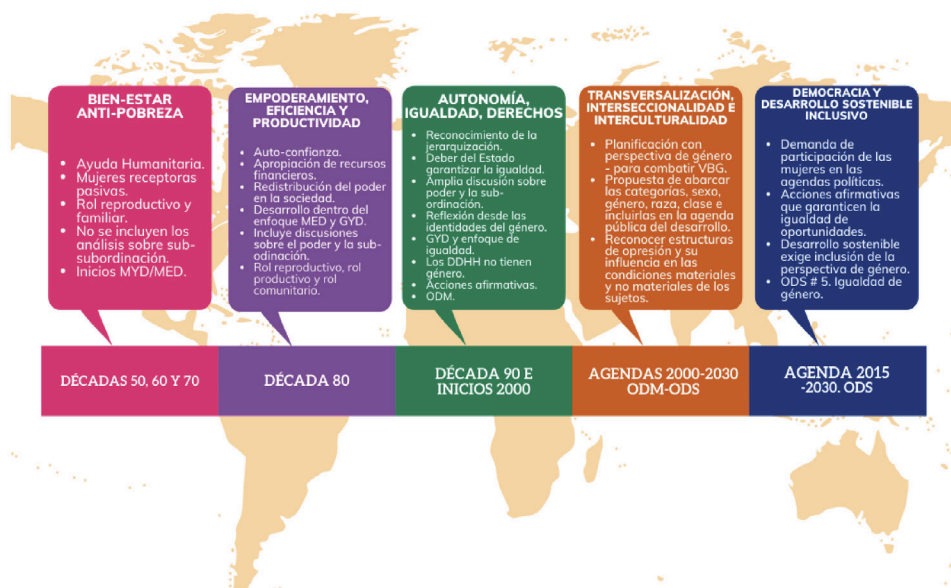 BIEN-ESTAR
ANTI-POBREZA
• Ayuda Humanitaria.
• Mujeres receptoras
pasivas.
• Rol reproductivo y
familiar.
• No se incluyen los
análisis sobre sub-
subordinación.
• Inicios MYD/MED.
DÉCADAS 50, 60 Y 70
EMPODERAMIENTO,
EFICIENCIA Y
PRODUCTIVIDAD
• Auto-confianza.
• Apropiación de recursos
financieros.
• Redistribución del poder
en la sociedad.
• Desarrollo dentro del
enfoque MED y GYD.
• Incluye discusiones
sobre el poder y la sub-
odinación.
• Rol reproductivo, rol
productivo y rol
comunitario.
DÉCADA 80
AUTONOMÍA,
IGUALDAD, DERECHOS
• Reconocimiento de la
jerarquización.
• Deber del Estado
garantizar la igualdad.
• Amplia discusión sobre
poder y la sub-
ordinación.
• Reflexión desde las
identidades del género.
• GYD y enfoque de
igualdad.
• Los DDHH no tienen
género.
• Acciones afirmativas.
• ODM.
DÉCADA 90 E
INICIOS 2000
TRANSVERSALIZACIÓN,
INTERSECCIONALIDAD E
INTERCULTURALIDAD
• Planificación con
perspectiva de género
- para combatir VBG.
• Propuesta de abarcar
las categorías, sexo,
género, raza, clase e
incluirlas en la agenda
pública del desarrollo.
• Reconocer estructuras
de opresión y su
influencia en las
condiciones materiales
y no materiales de los
sujetos.
AGENDAS 2000-2030
ODM-ODS
DEMOCRACIA Y
DESARROLLO SOSTENIBLE
INCLUSIVO
• Demanda de
participación de las
mujeres en las
agendas políticas.
• Acciones afirmativas
que garanticen la
igualdad de
oportunidades.
• Desarrollo sostenible
exige inclusión de la
perspectiva de género.
• ODS # 5. Igualdad de
género.
AGENDA 2015
-2030. ODS